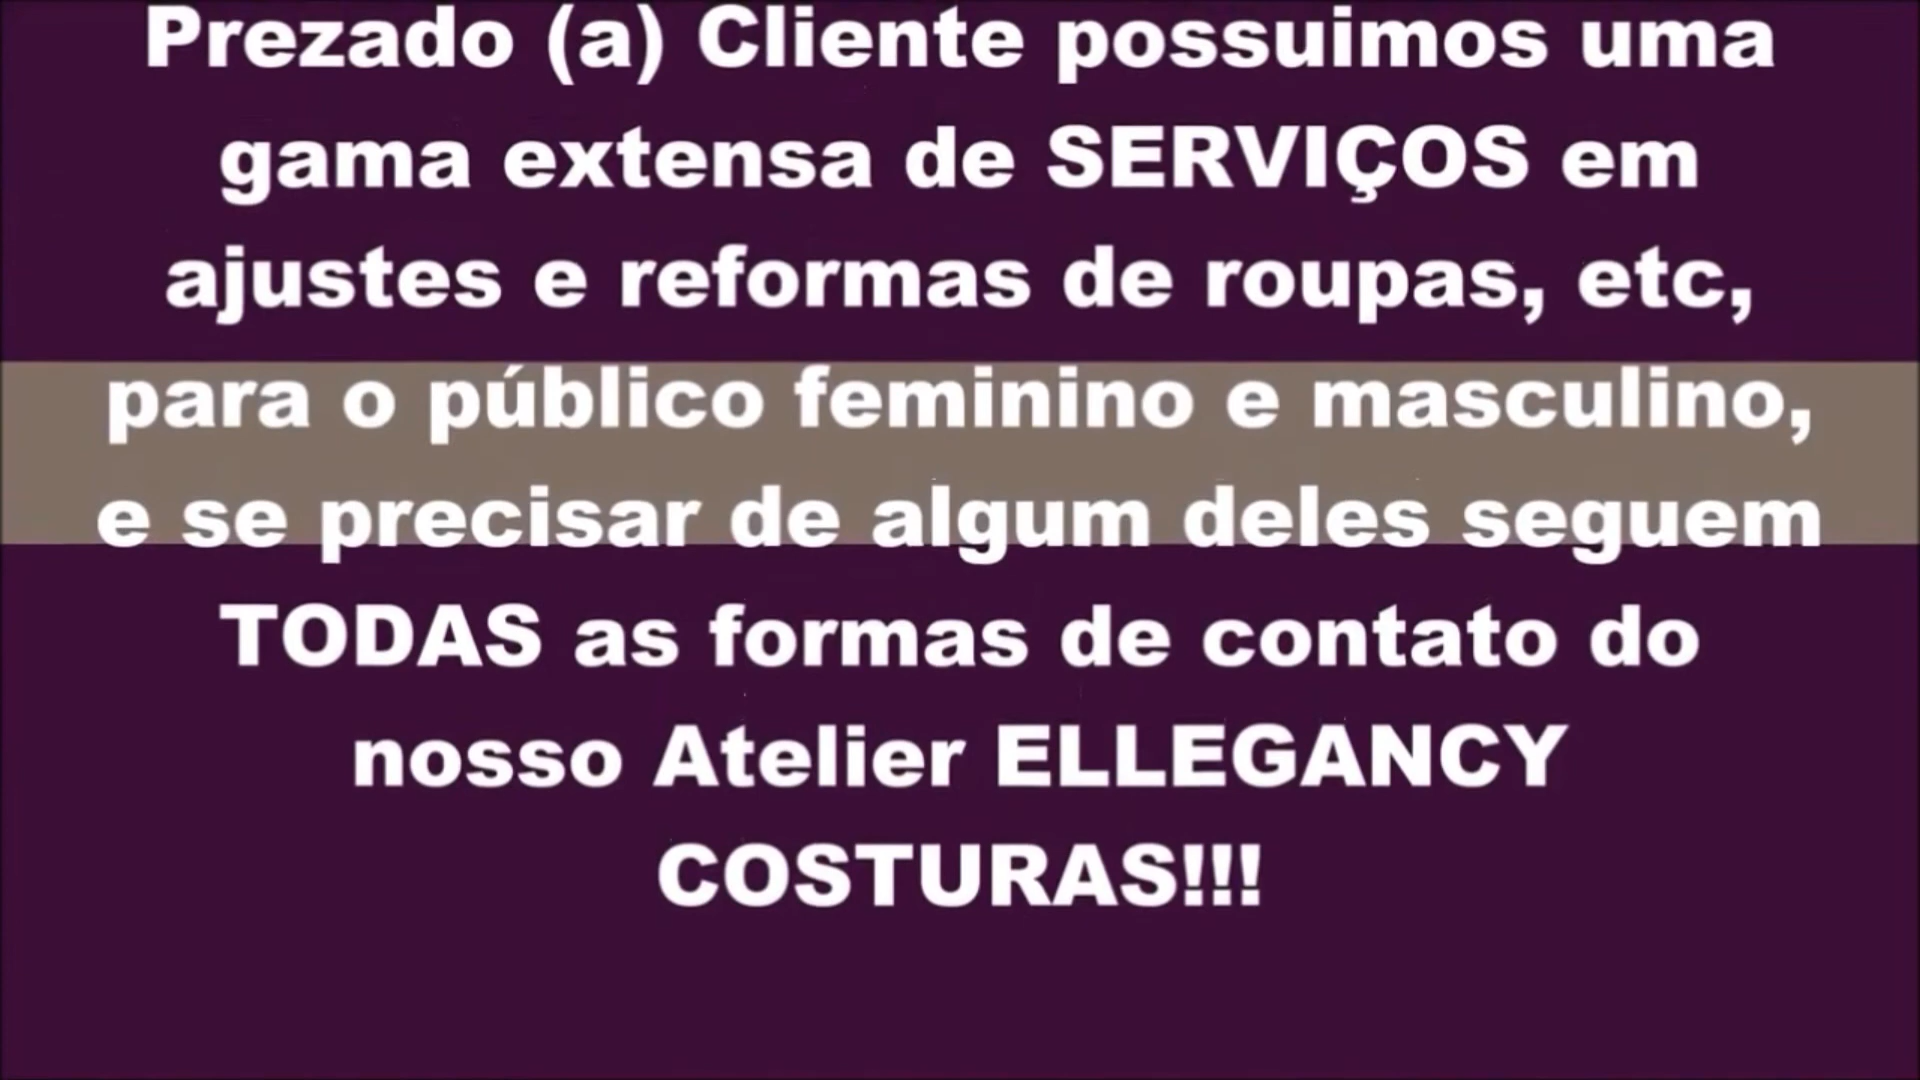 Prezado (a) Cliente possuimos uma
gama extensa de SERVIÇOS em
ajustes e reformas de roupas, etc,
para o público feminino e masculino,
e se precisar de algum deles seguem
TODAS as formas de contato do
nosso Atelier ELLEGANCY
COSTURAS!!!